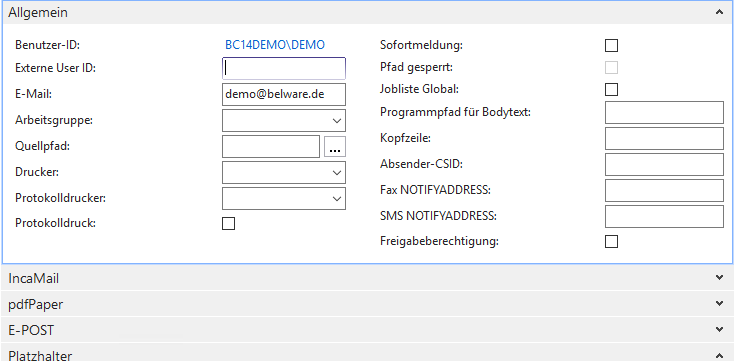 Allgemein
Benutzer-ID: BC14DEMO\DEMO
Externe User ID:
E-Mail: demo@belware.de
Arbeitsgruppe:
Quellpfad: ...
Drucker:
Protokolldrucker:
Protokolldruck:
Sofortmeldung:
Pfad gesperrt:
Jobliste Global:
Programmpfad für Bodytext:
Kopfzeile:
Absender-CSID:
Fax NOTIFYADDRESS:
SMS NOTIFYADDRESS:
Freigabeberechtigung:
IncaMail
pdfPaper
E-POST
Platzhalter